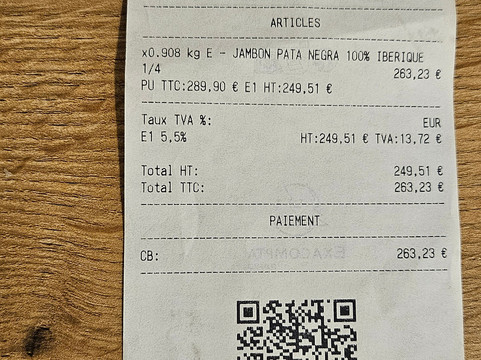 ARTICLES
x0.908 kg E - JAMBON PATA NEGRA 100% IBERIQUE
1/4 263,23 €
PU TTC:289,90 € E1 HT:249,51 €
Taux TVA %: EUR
E1 5,5% HT:249,51 € TVA:13,72 €
Total HT: 249,51 €
Total TTC: 263,23 €
PAIEMENT
EXACOMPTA
CB: 263,23 €